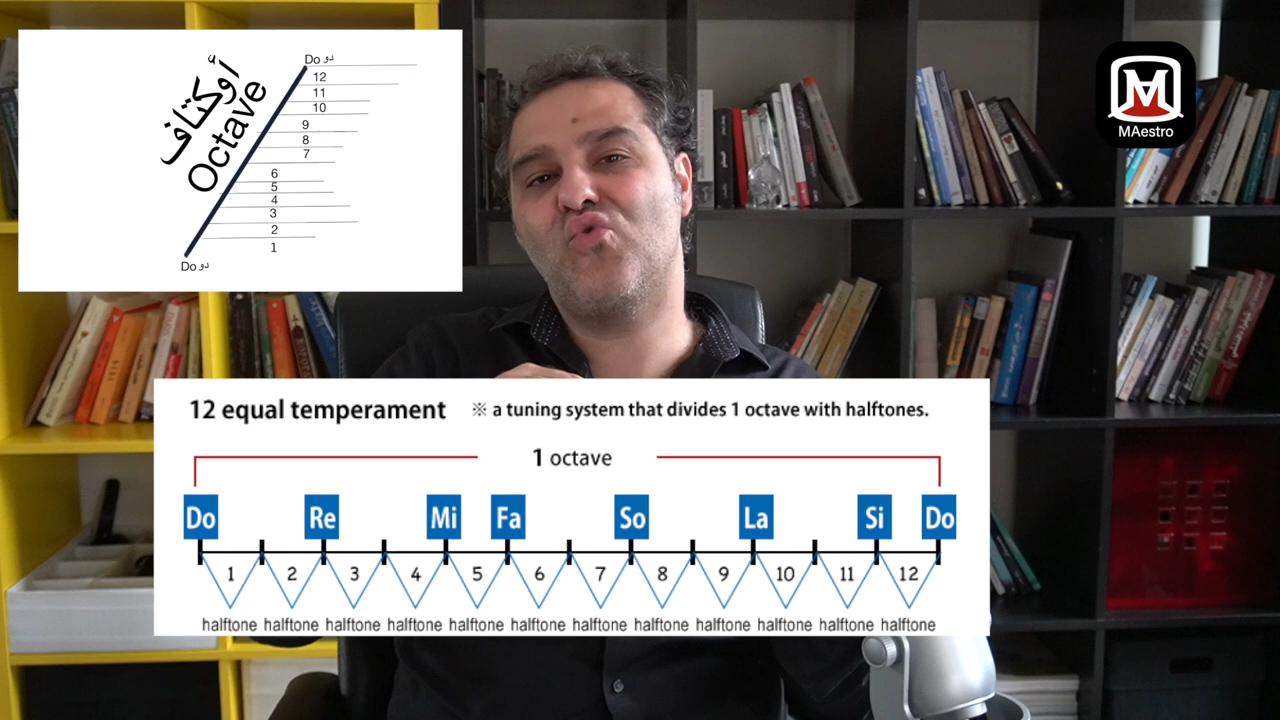 أوكتاف
Octave
Do دو
12
11
10
9
8
7
6
5
4
3
2
1
Do دو
MAestro
12 equal temperament ※ a tuning system that divides 1 octave with halftones.
1 octave
Do Re Mi Fa So La Si Do
1 2 3 4 5 6 7 8 9 10 11 12
halftone halftone halftone halftone halftone halftone halftone halftone halftone halftone halftone halftone